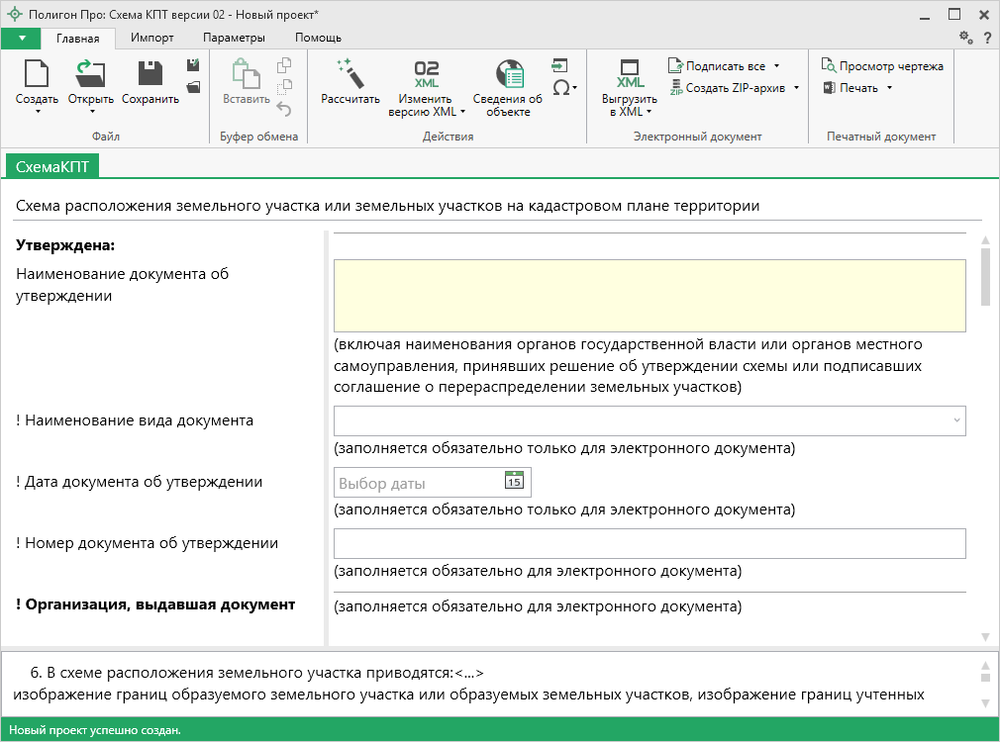 Полигон Про: Схема КПТ версии 02 - Новый проект*
Главная Импорт Параметры Помощь
?
Создать Открыть Сохранить
Файл
Вставить
Буфер обмена
Рассчитать
02
XML
Изменить
версию XML
Сведения об
объекте
Ω
Действия
XML
Выгрузить
в XML
Подписать все
ZIP Создать ZIP-архив
Электронный документ
Просмотр чертежа
Печать
Печатный документ
СхемаКПТ
Схема расположения земельного участка или земельных участков на кадастровом плане территории
Утверждена:
Наименование документа об
утверждении
(включая наименования органов государственной власти или органов местного
самоуправления, принявших решение об утверждении схемы или подписавших
соглашение о перераспределении земельных участков)
! Наименование вида документа
(заполняется обязательно только для электронного документа)
! Дата документа об утверждении
Выбор даты 15
(заполняется обязательно только для электронного документа)
! Номер документа об утверждении
(заполняется обязательно для электронного документа)
! Организация, выдавшая документ
(заполняется обязательно для электронного документа)
6. В схеме расположения земельного участка приводятся:<...>
изображение границ образуемого земельного участка или образуемых земельных участков, изображение границ учтенных
Новый проект успешно создан.